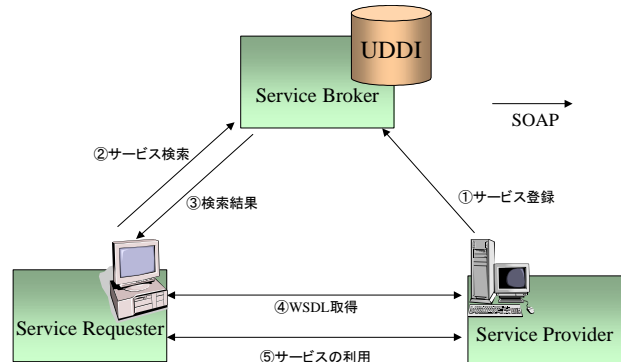 UDDI
Service Broker
SOAP
②サービス検索
①サービス登録
③検索結果
④WSDL取得
Service Requester
Service Provider
⑤サービスの利用